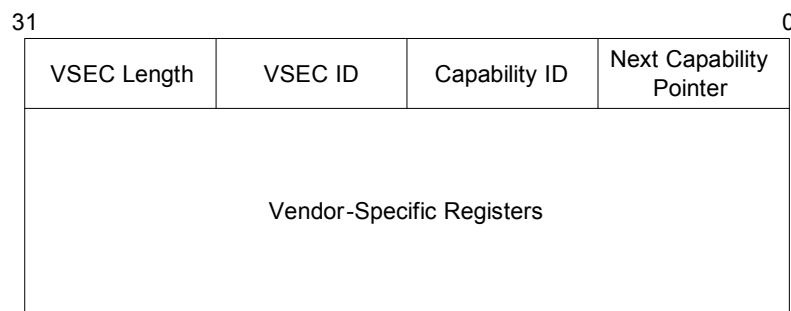 31 0
VSEC Length VSEC ID Capability ID Next Capability
Pointer
Vendor-Specific Registers